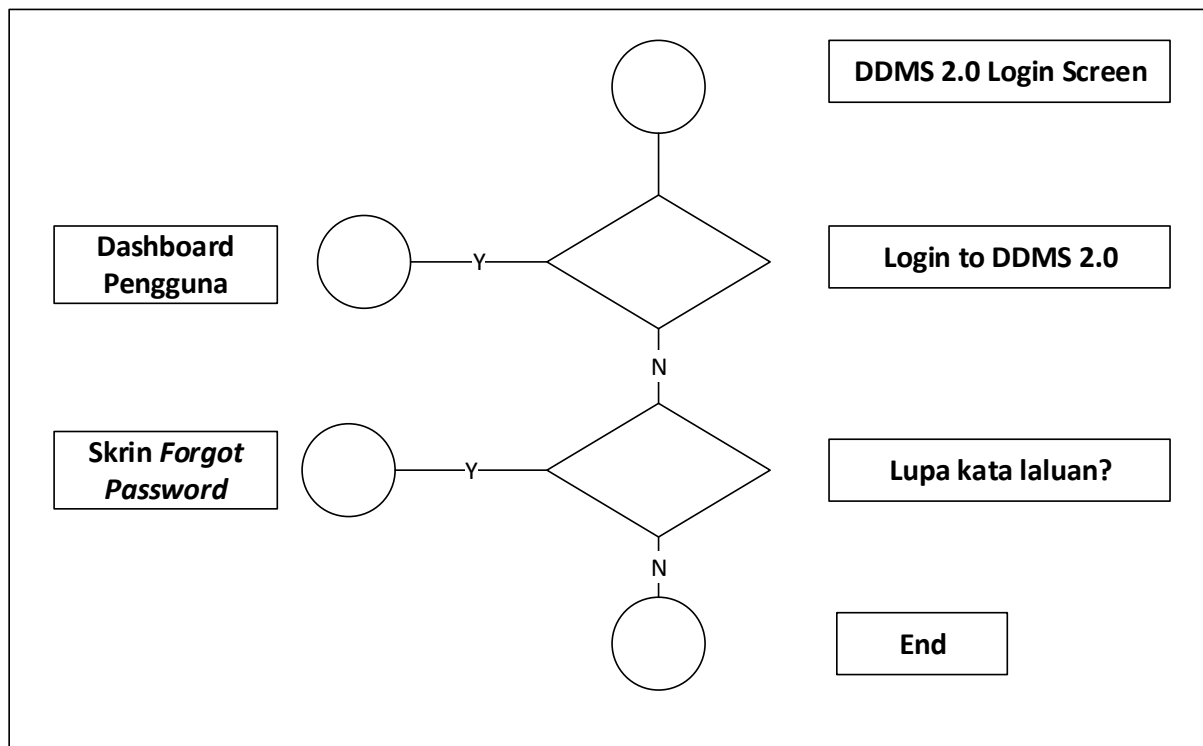 DDMS 2.0 Login Screen
Dashboard
Pengguna
Y
Login to DDMS 2.0
N
Skrin Forgot
Password
Y
Lupa kata laluan?
N
End